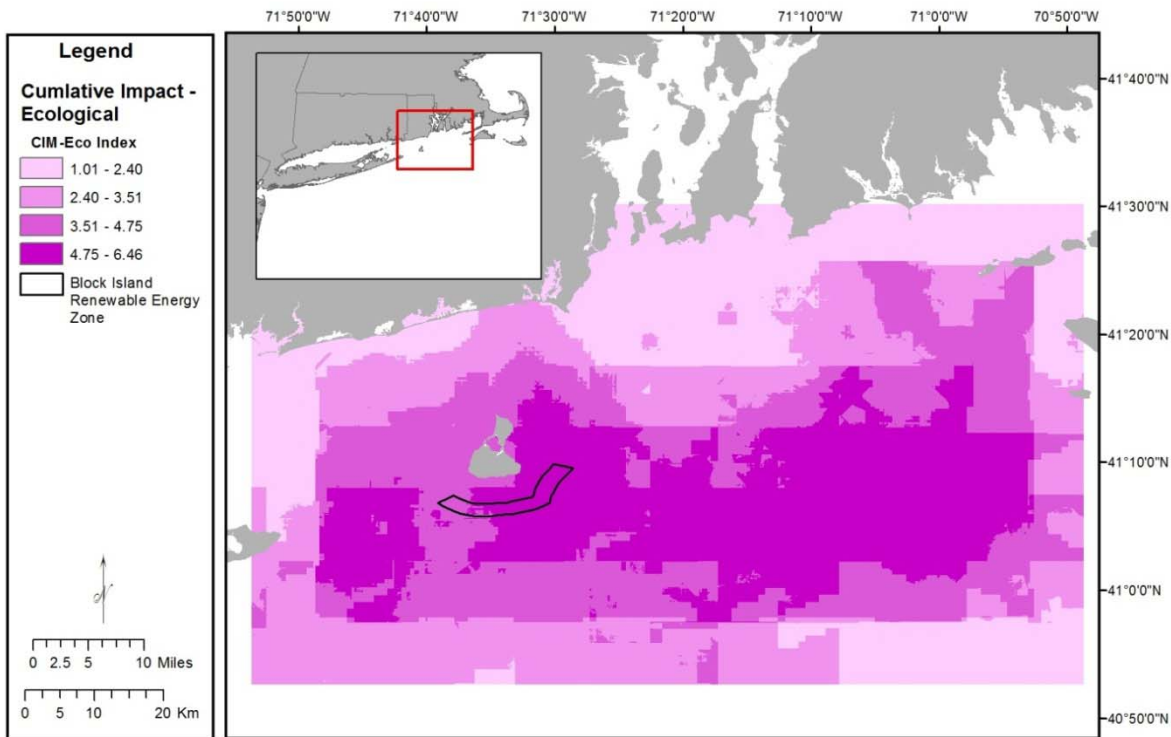 71°50'0"W 71°40'0"W 71°30'0"W 71°20'0"W 71°10'0"W 71°0'0"W 70°50'0"W
Legend
Cumlative Impact -
Ecological
CIM-Eco Index
1.01 - 2.40
2.40 - 3.51
3.51 - 4.75
4.75 - 6.46
Block Island
Renewable Energy
Zone
N
0 2.5 5 10 Miles
0 5 10 20 Km
41°40'0"N
41°30'0"N
41°20'0"N
41°10'0"N
41°0'0"N
40°50'0"N